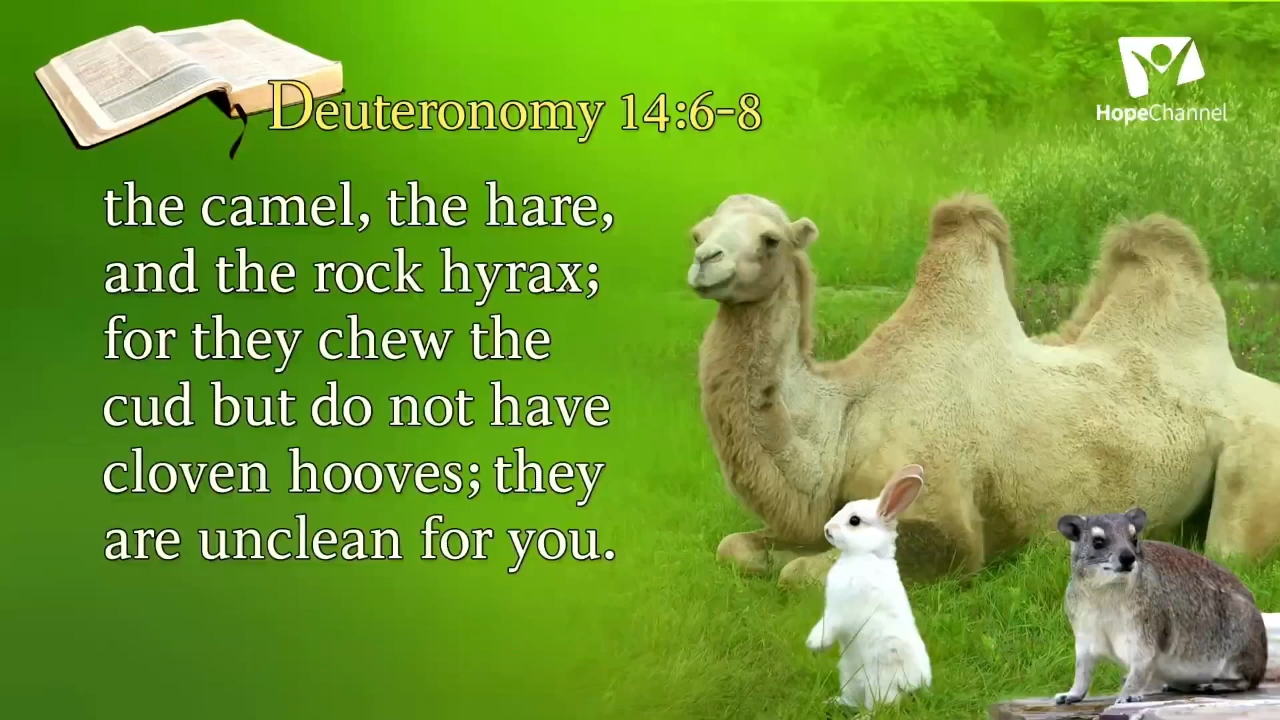 Deuteronomy 14:6-8
HopeChannel
the camel, the hare,
and the rock hyrax;
for they chew the
cud but do not have
cloven hooves; they
are unclean for you.